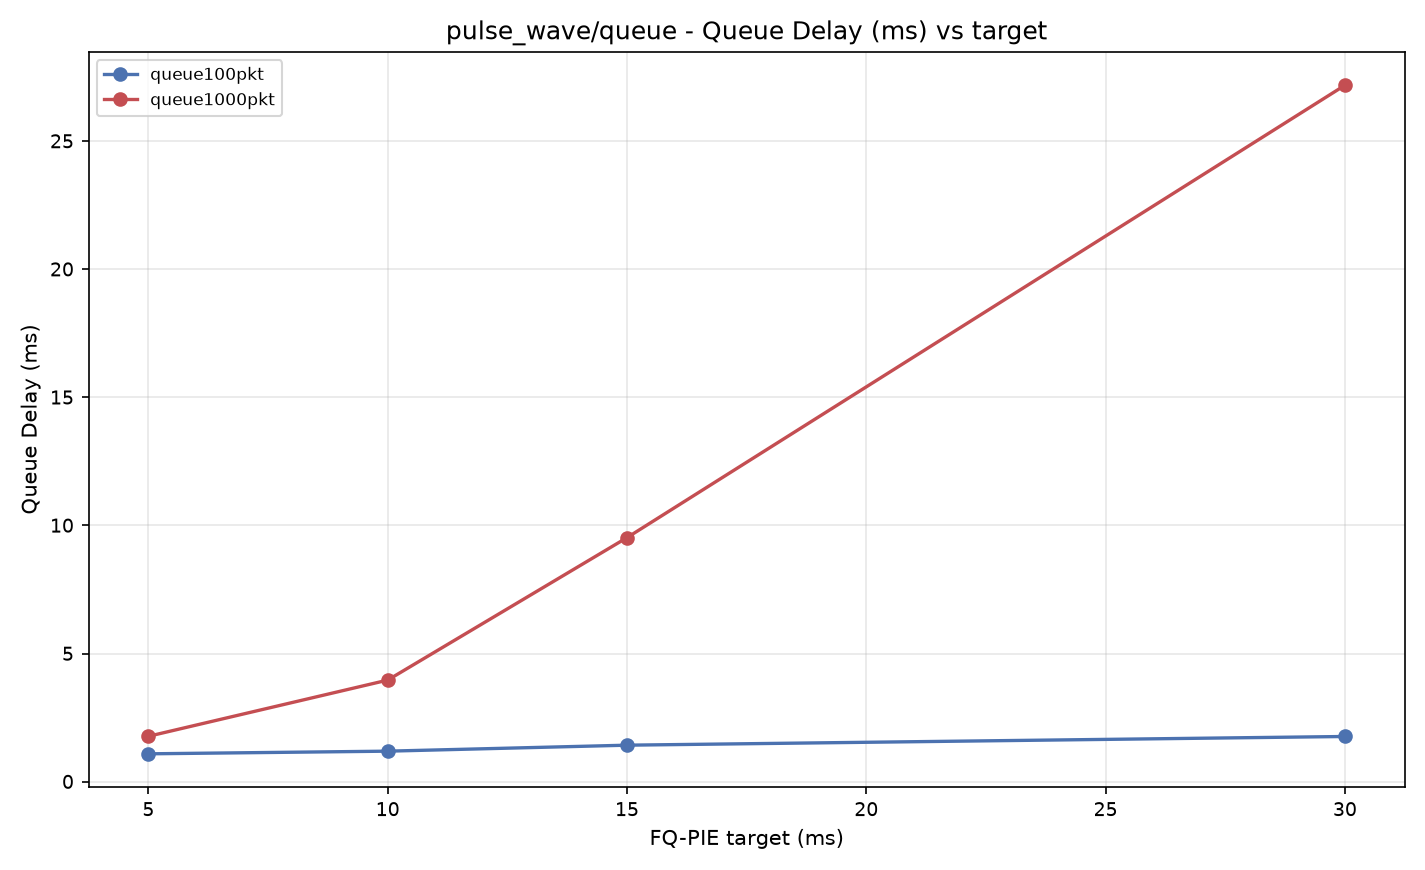 pulse_wave/queue - Queue Delay (ms) vs target
queue100pkt
queue1000pkt
25
20
15
10
5
0
Queue Delay (ms)
5 10 15 20 25 30
FQ-PIE target (ms)